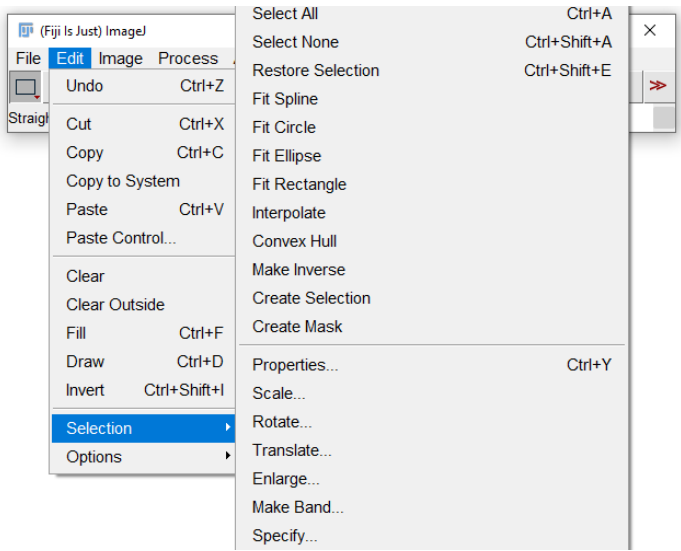 (Fiji Is Just) ImageJ
File Edit Image Process
Straigh
Undo Ctrl+Z
Cut Ctrl+X
Copy Ctrl+C
Copy to System
Paste Ctrl+V
Paste Control...
Clear
Clear Outside
Fill Ctrl+F
Draw Ctrl+D
Invert Ctrl+Shift+I
Selection
Options
Select All Ctrl+A
Select None Ctrl+Shift+A
Restore Selection Ctrl+Shift+E
Fit Spline
Fit Circle
Fit Ellipse
Fit Rectangle
Interpolate
Convex Hull
Make Inverse
Create Selection
Create Mask
Properties... Ctrl+Y
Scale...
Rotate...
Translate...
Enlarge...
Make Band...
Specify...